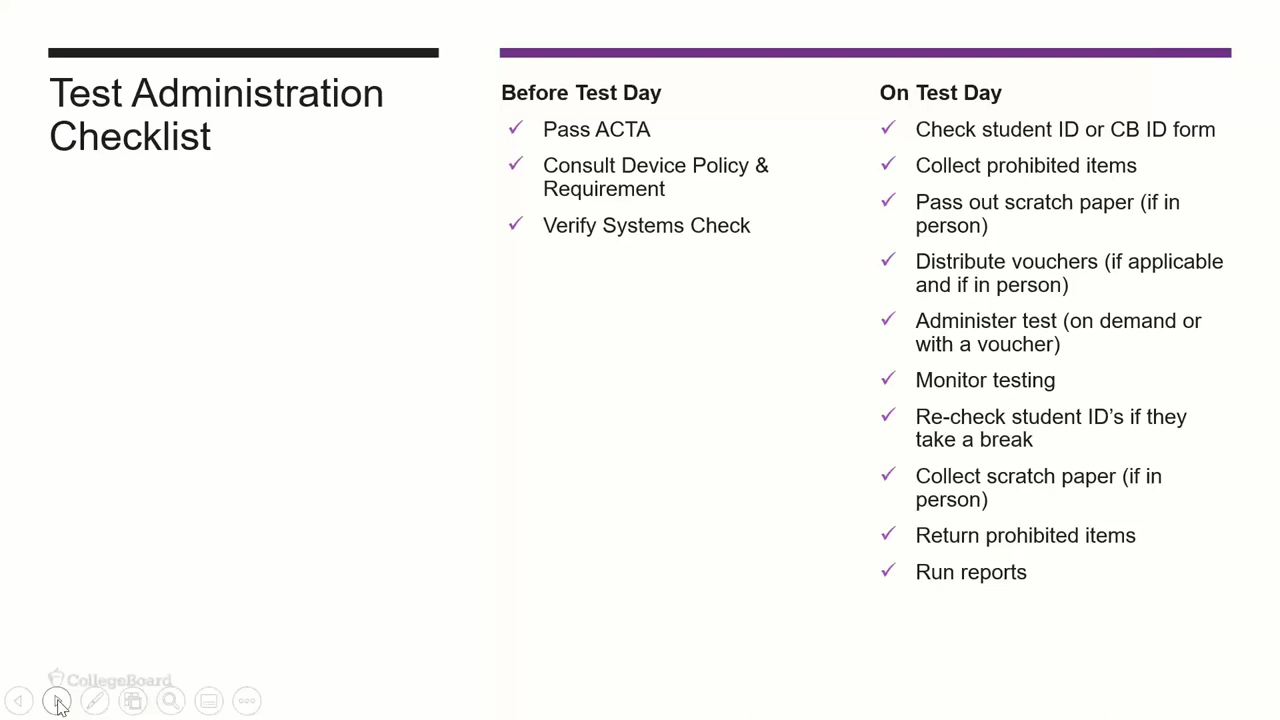 Test Administration
Checklist
Before Test Day
✓ Pass ACTA
✓ Consult Device Policy &
Requirement
✓ Verify Systems Check
On Test Day
✓ Check student ID or CB ID form
✓ Collect prohibited items
✓ Pass out scratch paper (if in
person)
✓ Distribute vouchers (if applicable
and if in person)
✓ Administer test (on demand or
with a voucher)
✓ Monitor testing
✓ Re-check student ID’s if they
take a break
✓ Collect scratch paper (if in
person)
✓ Return prohibited items
✓ Run reports
CollegeBoard